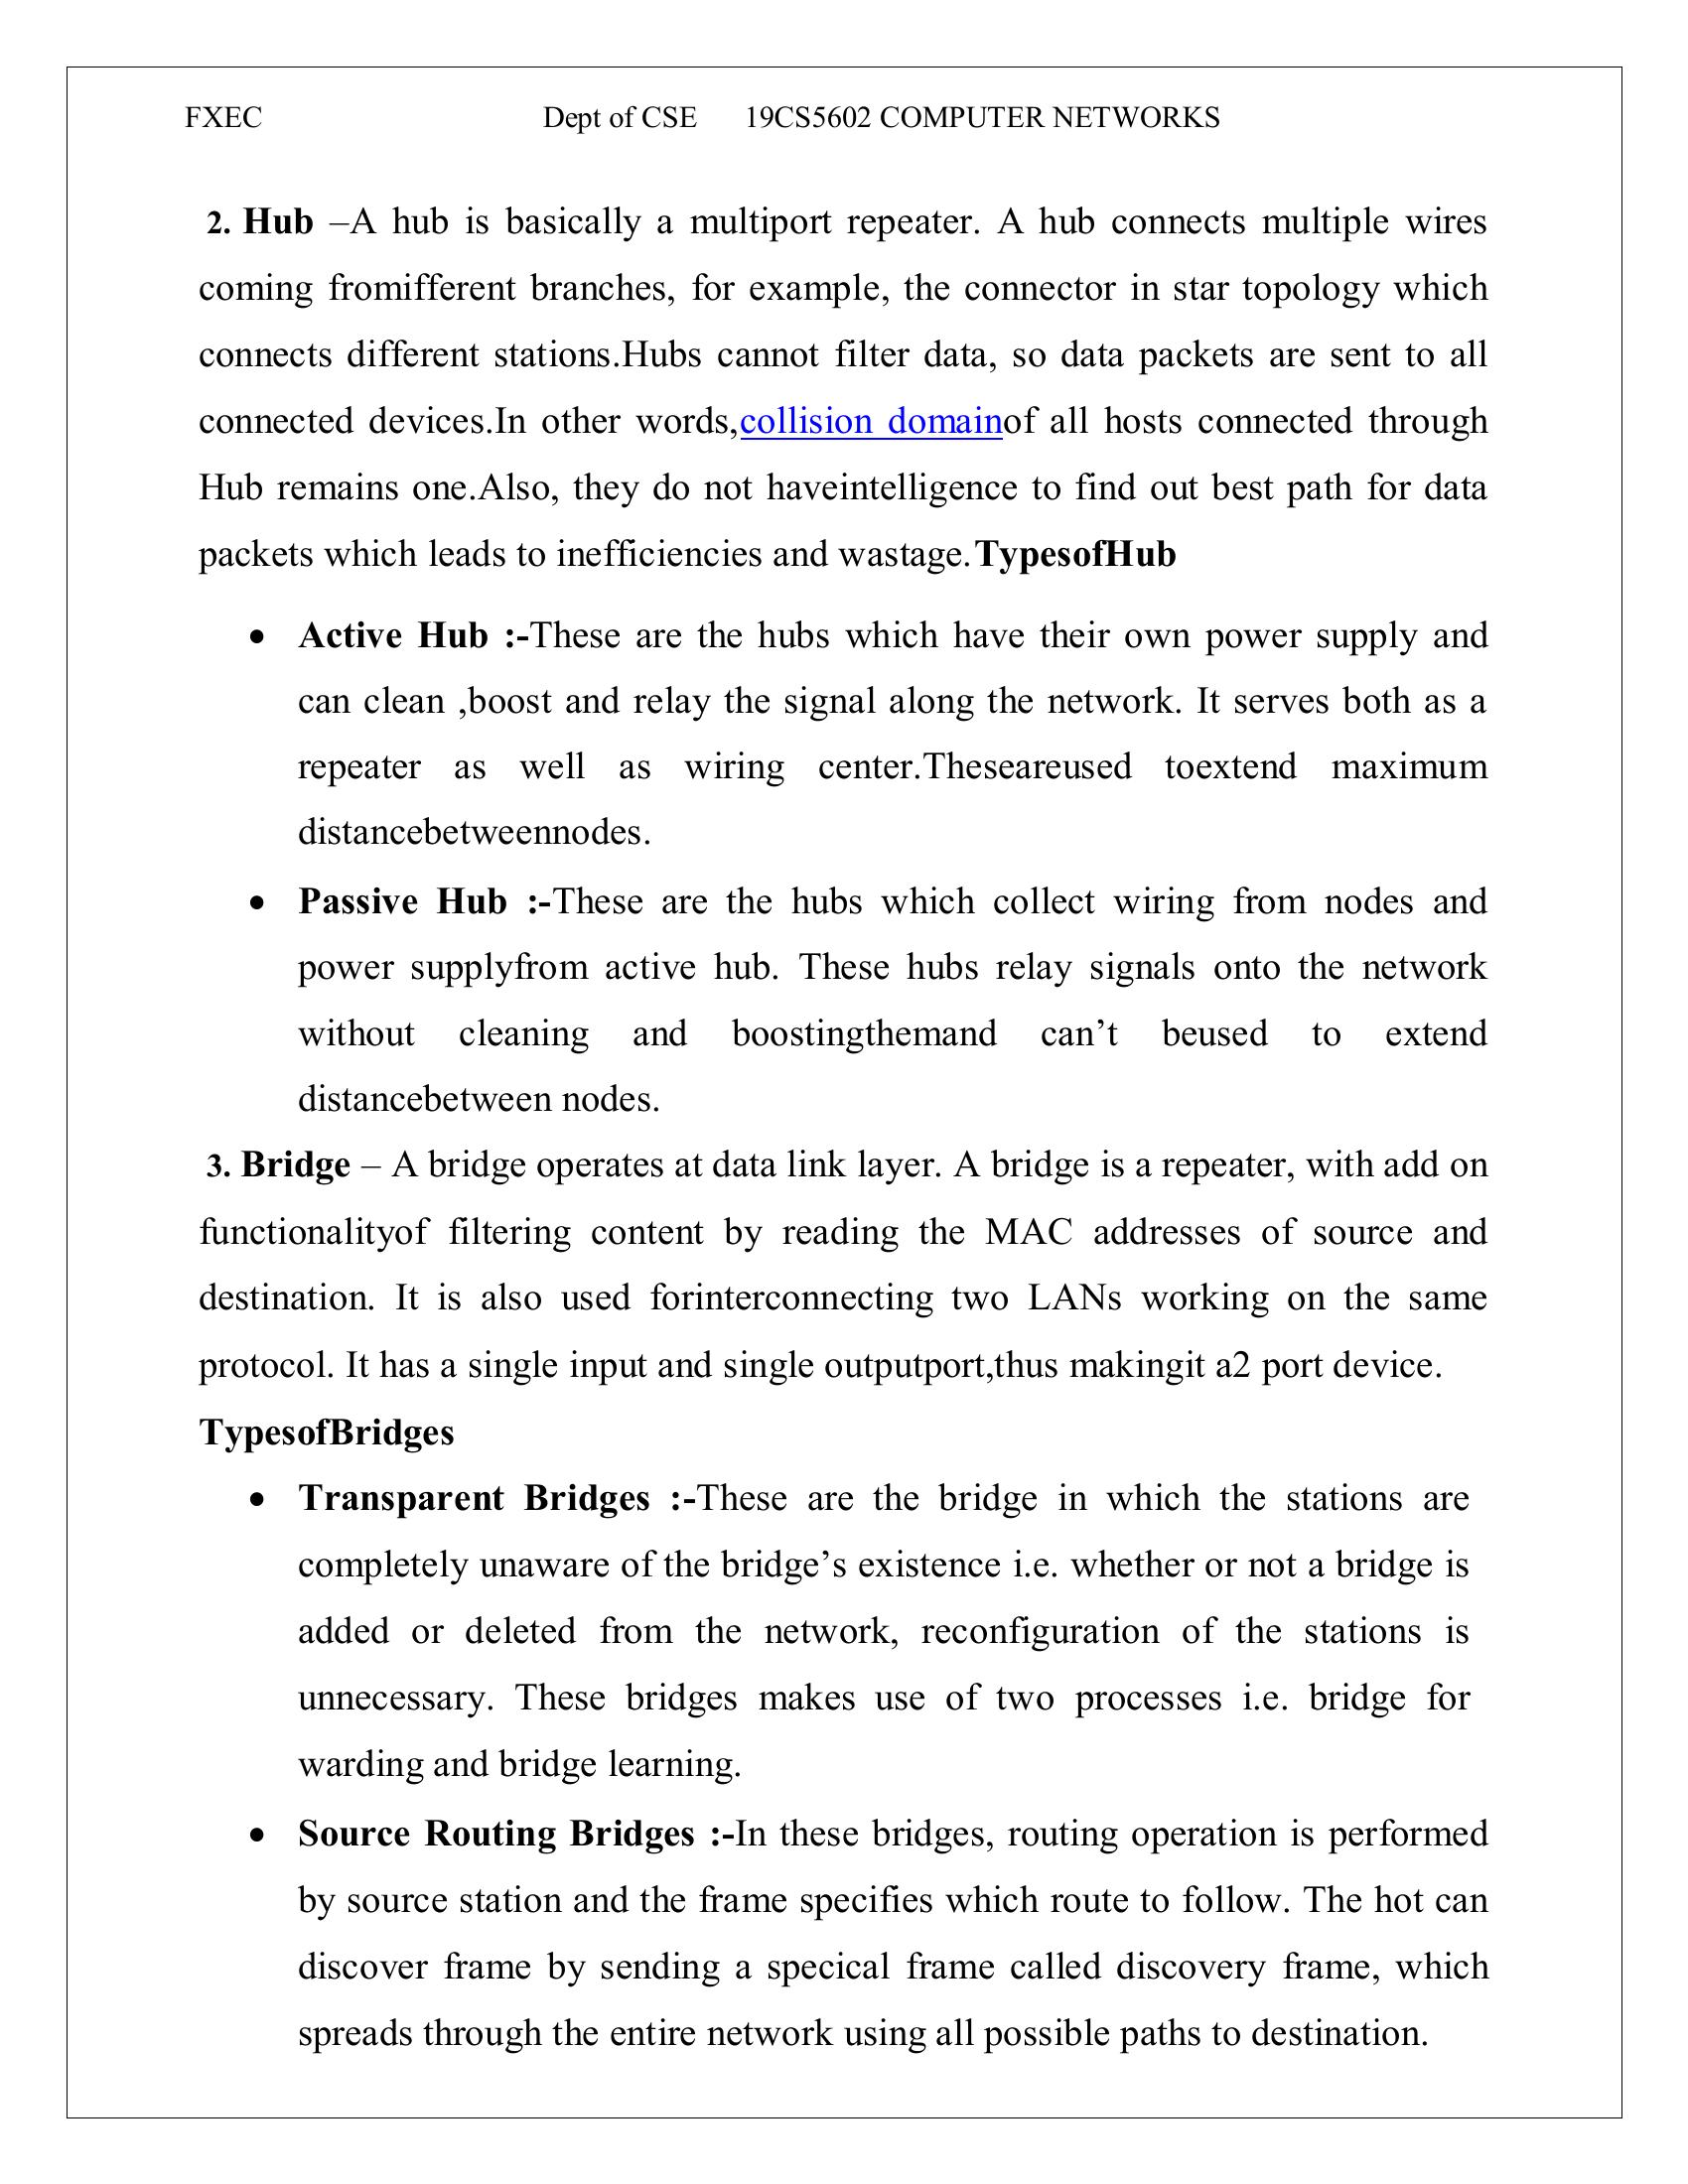 FXEC Dept of CSE 19CS5602 COMPUTER NETWORKS
2. Hub –A hub is basically a multiport repeater. A hub connects multiple wires
coming fromifferent branches, for example, the connector in star topology which
connects different stations.Hubs cannot filter data, so data packets are sent to all
connected devices.In other words,collision domainof all hosts connected through
Hub remains one.Also, they do not haveintelligence to find out best path for data
packets which leads to inefficiencies and wastage.TypesofHub
• Active Hub :-These are the hubs which have their own power supply and
can clean ,boost and relay the signal along the network. It serves both as a
repeater as well as wiring center.Theseareused toextend maximum
distancebetweennodes.
• Passive Hub :-These are the hubs which collect wiring from nodes and
power supplyfrom active hub. These hubs relay signals onto the network
without cleaning and boostingthemand can’t beused to extend
distancebetween nodes.
3. Bridge – A bridge operates at data link layer. A bridge is a repeater, with add on
functionalityof filtering content by reading the MAC addresses of source and
destination. It is also used forinterconnecting two LANs working on the same
protocol. It has a single input and single outputport,thus makingit a2 port device.
TypesofBridges
• Transparent Bridges :-These are the bridge in which the stations are
completely unaware of the bridge’s existence i.e. whether or not a bridge is
added or deleted from the network, reconfiguration of the stations is
unnecessary. These bridges makes use of two processes i.e. bridge for
warding and bridge learning.
• Source Routing Bridges :-In these bridges, routing operation is performed
by source station and the frame specifies which route to follow. The hot can
discover frame by sending a specical frame called discovery frame, which
spreads through the entire network using all possible paths to destination.